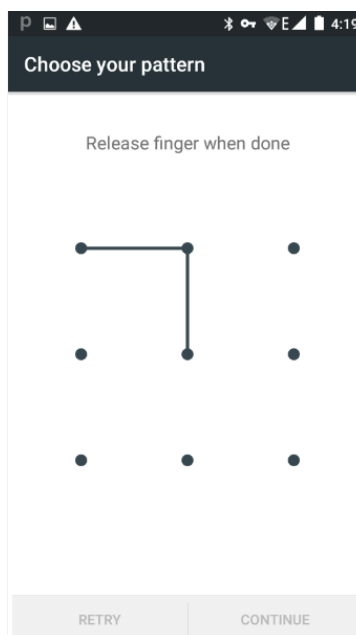 E 4:19
Choose your pattern
Release finger when done
RETRY CONTINUE